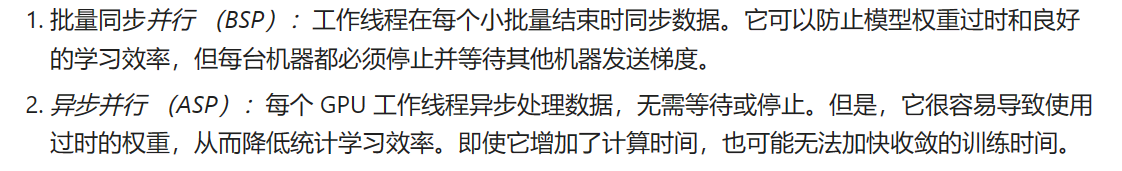 1. 批量同步并行 （BSP）：工作线程在每个小批量结束时同步数据。它可以防止模型权重过时和良好
的学习效率，但每台机器都必须停止并等待其他机器发送梯度。
2. 异步并行 （ASP）：每个 GPU 工作线程异步处理数据，无需等待或停止。但是，它很容易导致使用
过时的权重，从而降低统计学习效率。即使它增加了计算时间，也可能无法加快收敛的训练时间。